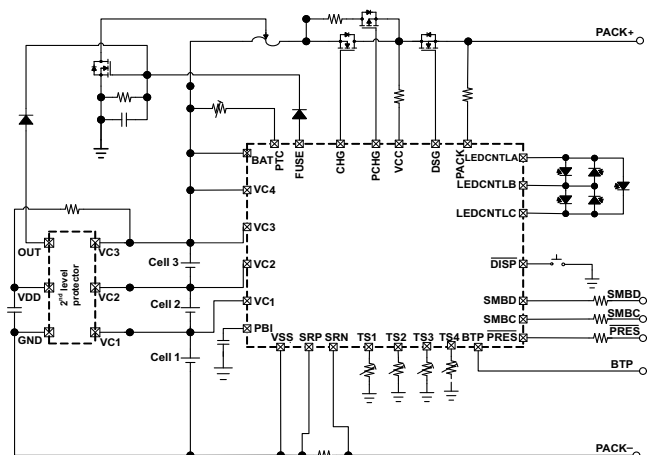 PACK+
BAT
PTC
FUSE
CHG
PCHG
VCC
DSG
PACK
LEDCNTLA
LEDCNTLB
LEDCNTLC
VC4
VC3
VC2
VC1
PBI
OUT
VDD
GND
2nd level
protector
VC3
VC2
VC1
Cell 3
Cell 2
Cell 1
DISP
SMBD
SMBC
PRES
SMBD
SMBC
PRES
VSS
SRP
SRN
TS1
TS2
TS3
TS4
BTP
BTP
PACK–